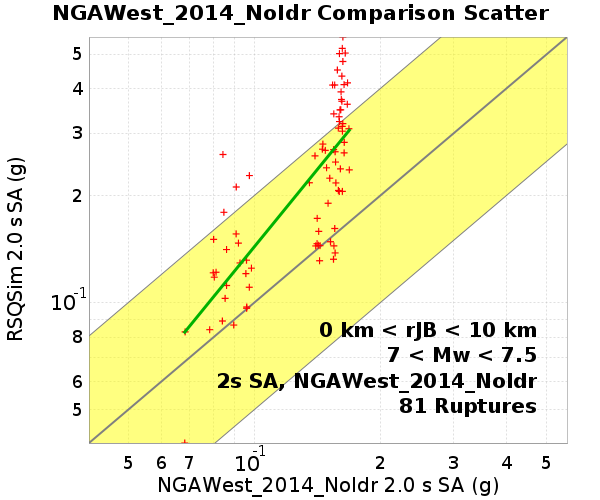 NGAWest_2014_NoIdr Comparison Scatter
RSQSim 2.0 s SA (g)
5
4
3
2
10-1
8
6
5
0 km < rJB < 10 km
7 < Mw < 7.5
2s SA, NGAWest_2014_NoIdr
81 Ruptures
5 6 7 10-1 2 3 4 5
NGAWest_2014_NoIdr 2.0 s SA (g)